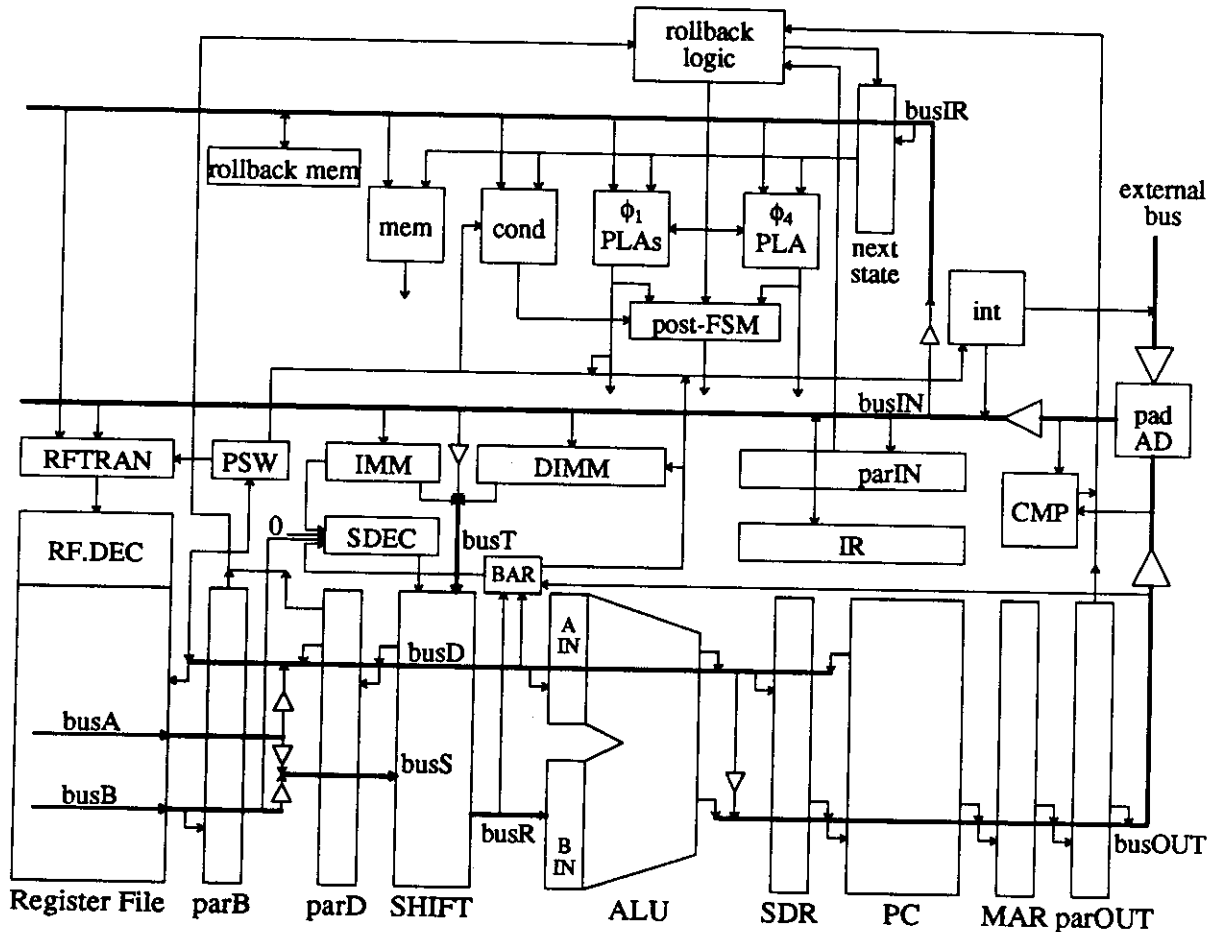 rollback
logic
busIR
rollback mem
mem
cond
ϕ1
PLAs
ϕ4
PLA
next
state
external
bus
post-FSM
int
busIN
pad
AD
RFTRAN
PSW
IMM
DIMM
parIN
CMP
0
SDEC
busT
RF.DEC
BAR
IR
A
IN
busD
busA
busS
busB
busR
B
IN
busOUT
Register File
parB
parD
SHIFT
ALU
SDR
PC
MAR
parOUT